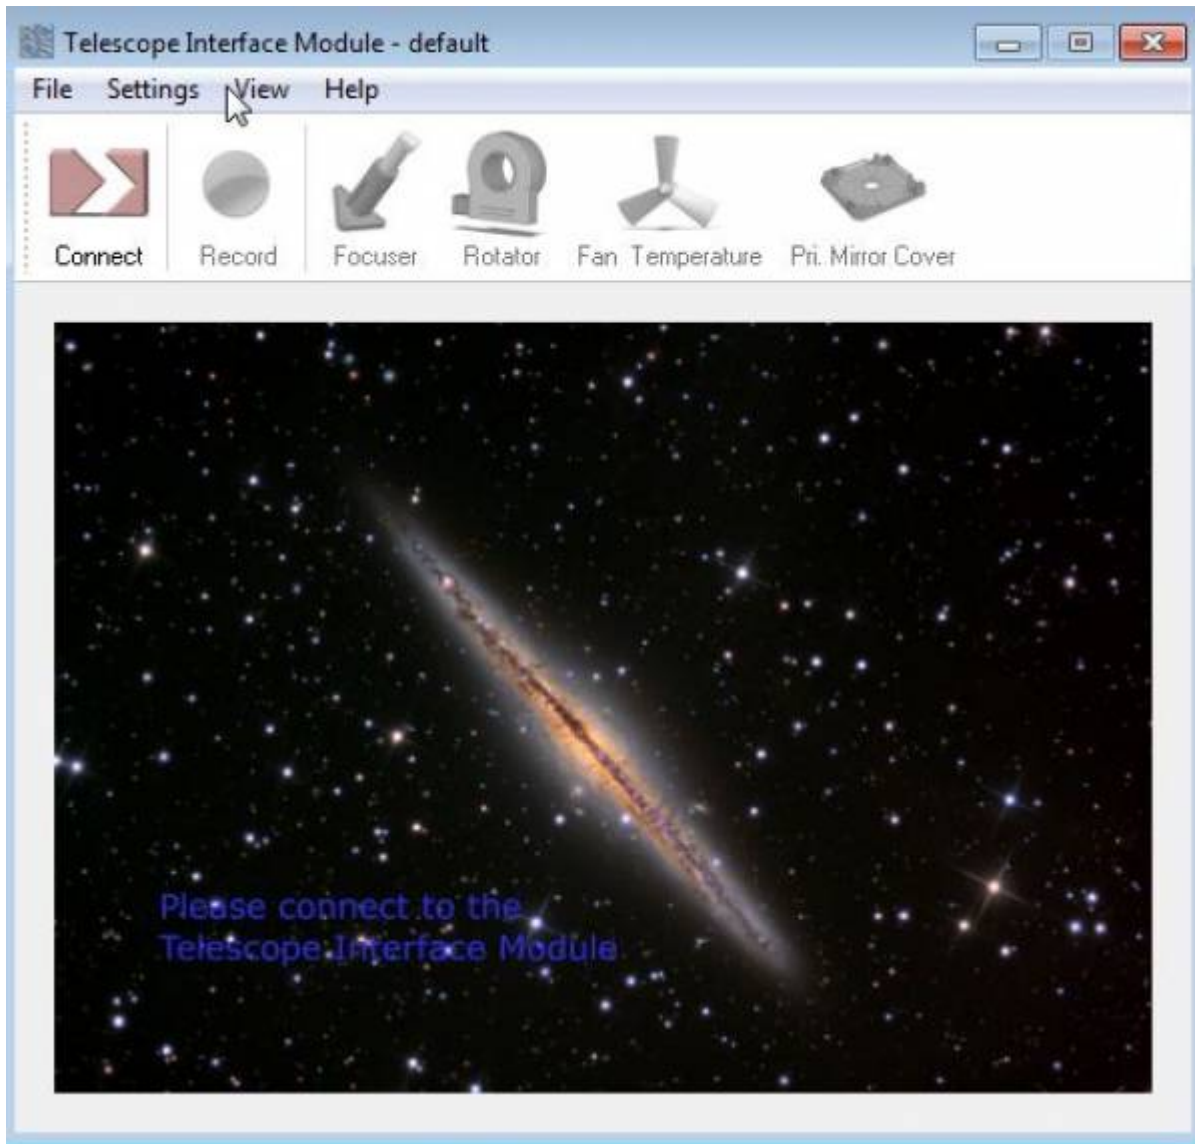 Telescope Interface Module - default
File Settings View Help
Connect Record Focuser Rotator Fan Temperature Pri. Mirror Cover
Please connect to the
Telescope Interface Module